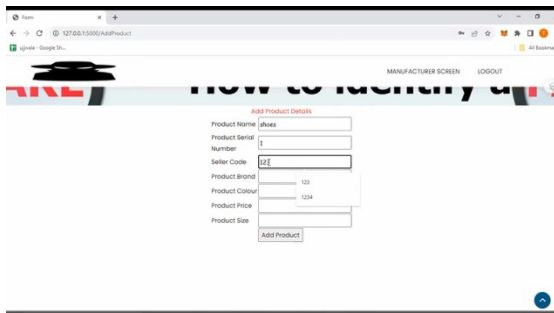 Form
127.0.0.1:5000/AddProduct
ujjwala - Google Sh...
All Bookma
MANUFACTURER SCREEN LOGOUT
Add Product Details
Product Name shoes
Product Serial Number 1
Seller Code 123
123
1234
Product Brand
Product Colour
Product Price
Product Size
Add Product